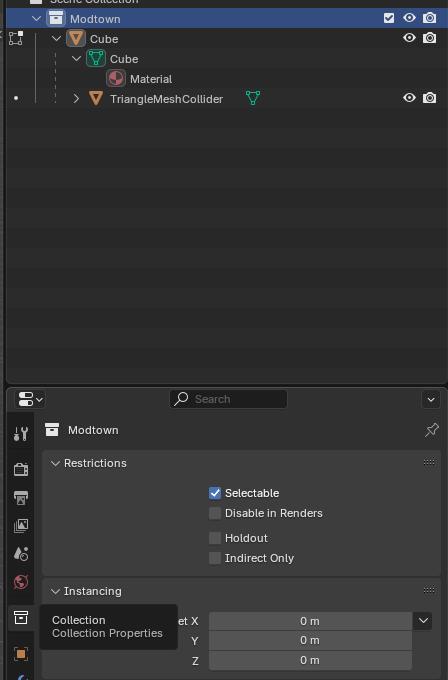 Scene Collection
Modtown
Cube
Cube
Material
TriangleMeshCollider
Search
Modtown
Restrictions
Selectable
Disable in Renders
Holdout
Indirect Only
Instancing
Collection
Collection Properties
et X 0 m
Y 0 m
Z 0 m